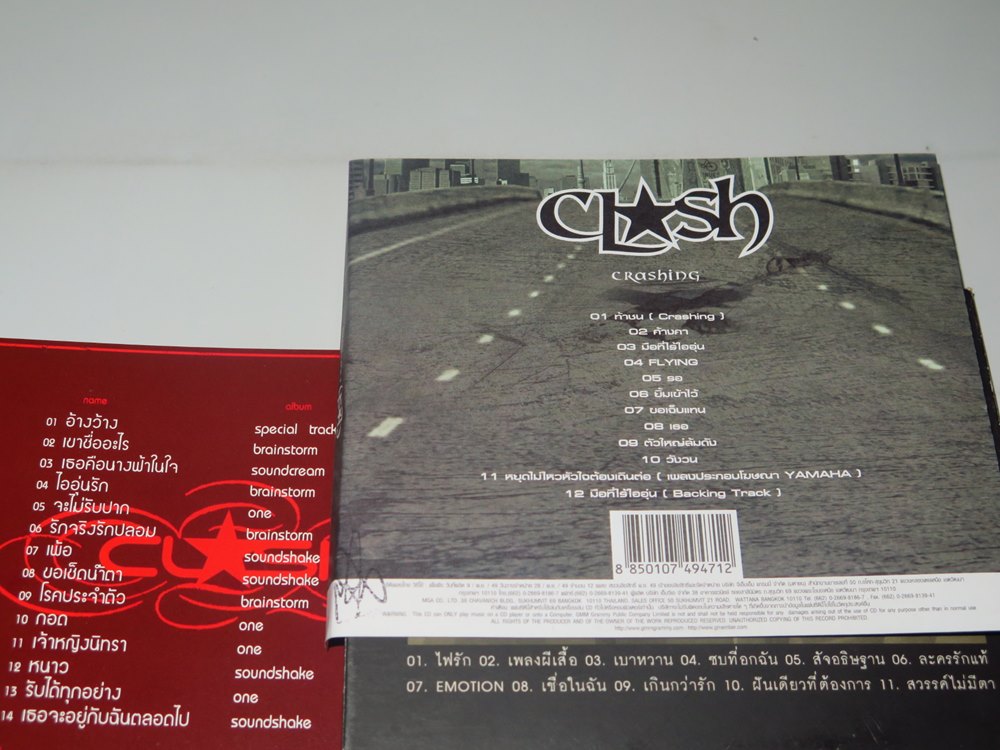 CLASH
CRASHING
01 ท้าชน ( Crashing )
02 ค้างคา
03 มือที่ไร้ไออุ่น
04 FLYING
05 รอ
06 ยิ้มเข้าไว้
07 ขอเจ็บแทน
08 เธอ
09 ตัวใหญ่ล้มดัง
10 วังวน
11 หยุดไม่ไหวหัวใจต้องเดินต่อ ( เพลงประกอบโฆษณา YAMAHA )
12 มือที่ไร้ไออุ่น ( Backing Track )
8 850107 494712
ALL RIGHTS OF THE PRODUCER AND OF THE OWNER OF THE WORK REPRODUCED RESERVED. UNAUTHORIZED COPYING OF THIS RECORD PROHIBITED.
name album
01 อ้างว้าง special track
02 เขาชื่ออะไร brainstorm
03 เธอคือนางฟ้าในใจ soundcream
04 ไออุ่นรัก brainstorm
05 จะไม่รับปาก one
06 รักจริงรักปลอม brainstorm
07 เพ้อ soundshake
08 ขอเช็ดน้ำตา soundshake
09 โรคประจำตัว brainstorm
10 กอด one
11 เจ้าหญิงนิทรา one
12 หนาว soundshake
13 รับได้ทุกอย่าง one
14 เธอจะอยู่กับฉันตลอดไป soundshake
01. ไฟรัก 02. เพลงผีเสื้อ 03. เบาหวาน 04. ซบที่อกฉัน 05. สัจอธิษฐาน 06. ละครรักแท้
07. EMOTION 08. เชื่อในฉัน 09. เกินกว่ารัก 10. ฝันเดียวที่ต้องการ 11. สวรรค์ไม่มีตา